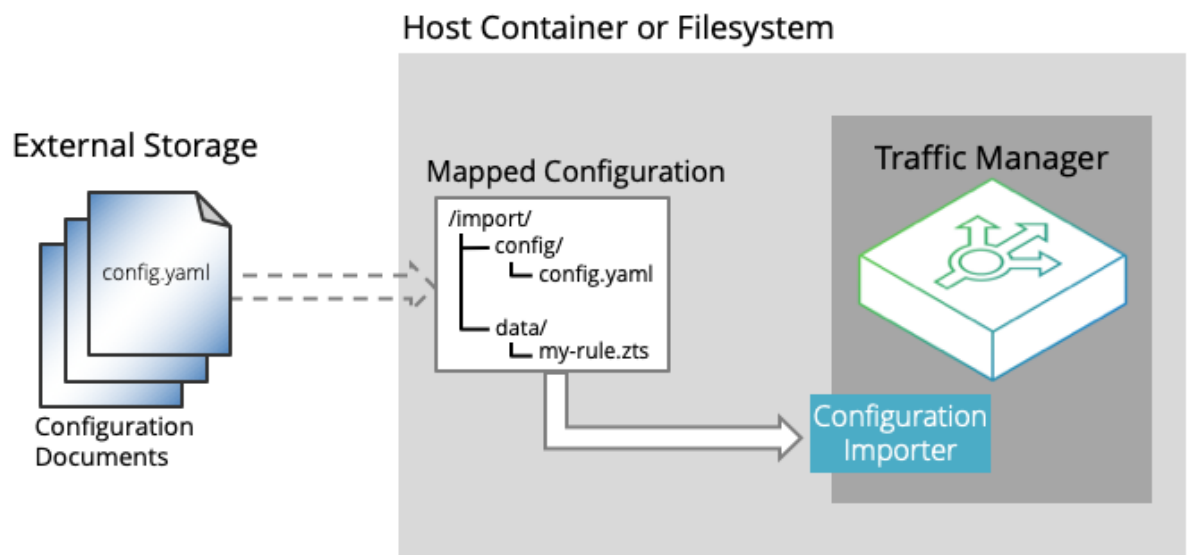 Host Container or Filesystem
External Storage
Mapped Configuration
Traffic Manager
/import/
config/
config.yaml
config.yaml
data/
my-rule.zts
Configuration
Documents
Configuration
Importer